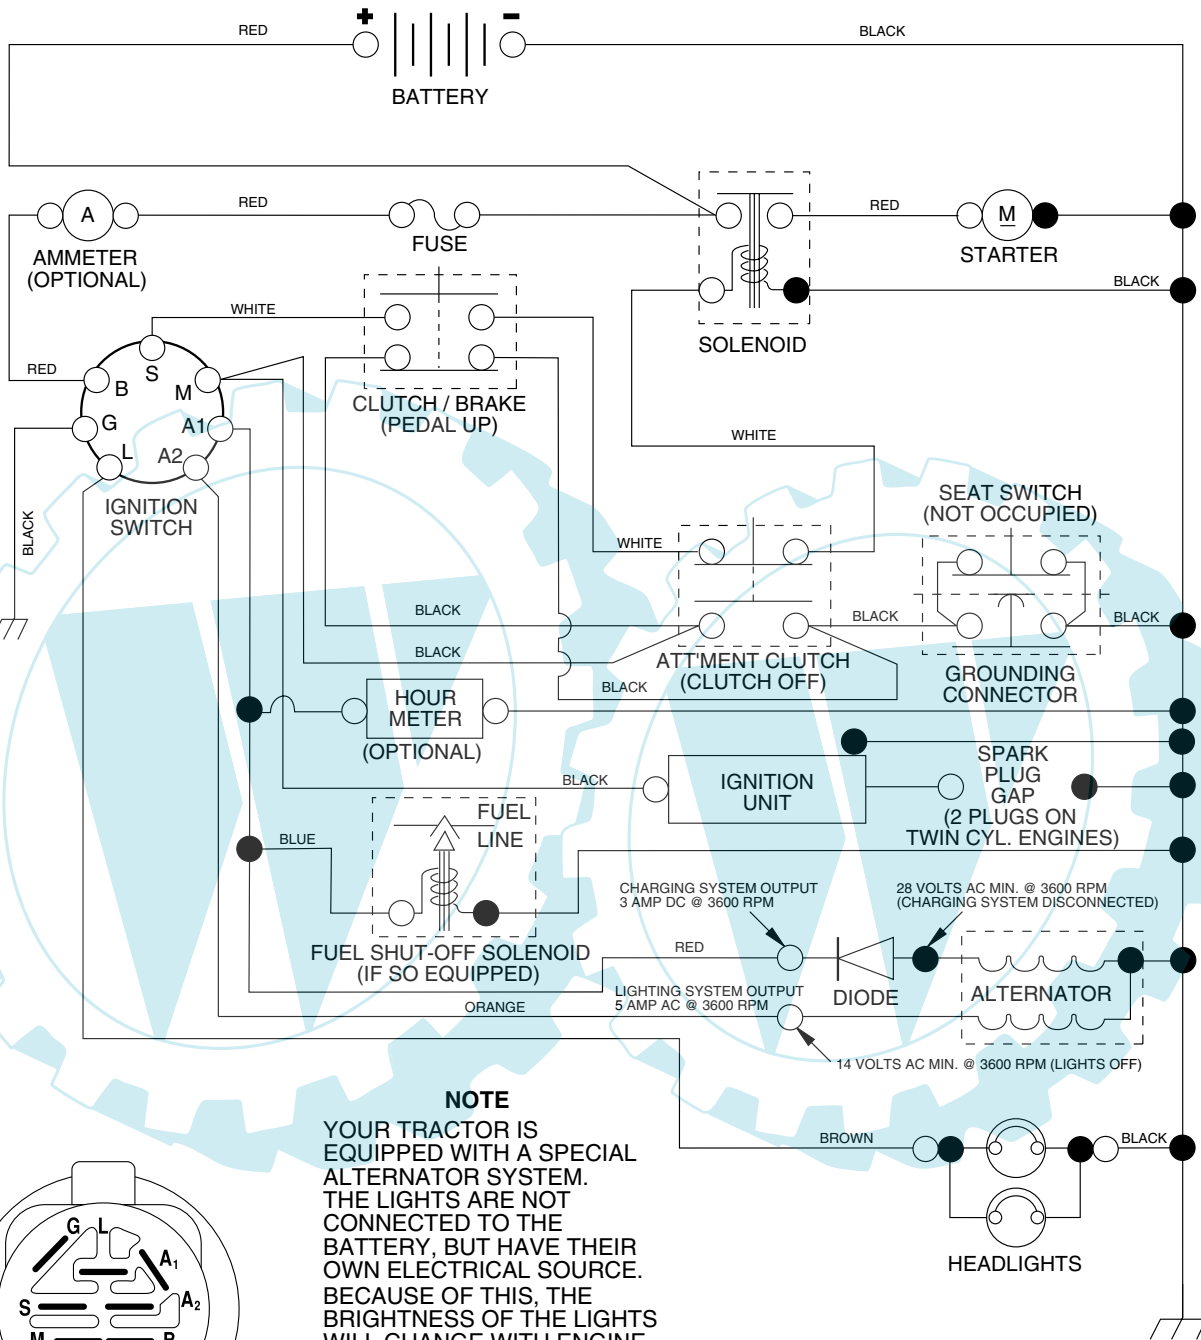 + -
RED
BLACK
BATTERY
A
RED
RED
M
AMMETER
(OPTIONAL)
FUSE
STARTER
BLACK
WHITE
SOLENOID
RED
B
S
M
G
A1
L
A2
CLUTCH / BRAKE
(PEDAL UP)
WHITE
IGNITION
SWITCH
BLACK
SEAT SWITCH
(NOT OCCUPIED)
WHITE
BLACK
BLACK
BLACK
BLACK
ATT'MENT CLUTCH
(CLUTCH OFF)
BLACK
GROUNDING
CONNECTOR
HOUR
METER
(OPTIONAL)
BLACK
IGNITION
UNIT
SPARK
PLUG
GAP
(2 PLUGS ON
TWIN CYL. ENGINES)
FUEL
LINE
BLUE
FUEL SHUT-OFF SOLENOID
(IF SO EQUIPPED)
CHARGING SYSTEM OUTPUT
3 AMP DC @ 3600 RPM
28 VOLTS AC MIN. @ 3600 RPM
(CHARGING SYSTEM DISCONNECTED)
RED
DIODE
ALTERNATOR
LIGHTING SYSTEM OUTPUT
5 AMP AC @ 3600 RPM
ORANGE
14 VOLTS AC MIN. @ 3600 RPM (LIGHTS OFF)
BROWN
BLACK
HEADLIGHTS
NOTE
YOUR TRACTOR IS
EQUIPPED WITH A SPECIAL
ALTERNATOR SYSTEM.
THE LIGHTS ARE NOT
CONNECTED TO THE
BATTERY, BUT HAVE THEIR
OWN ELECTRICAL SOURCE.
BECAUSE OF THIS, THE
BRIGHTNESS OF THE LIGHTS
WILL CHANGE WITH ENGINE
G L
A1
A2
S
M
B